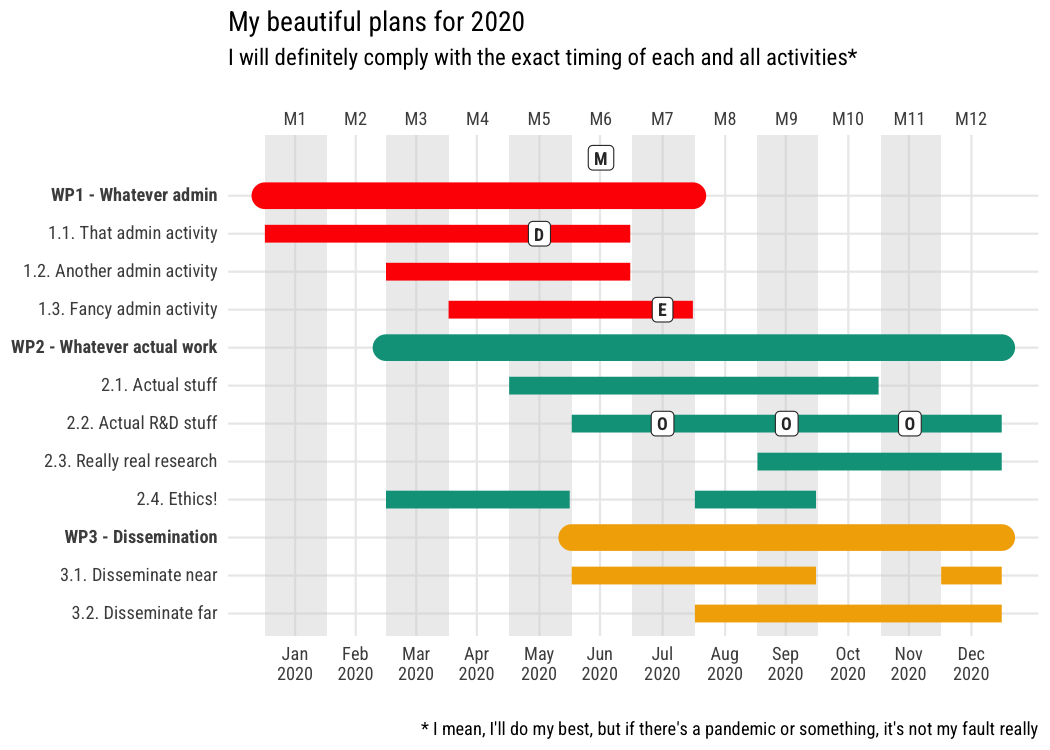 My beautiful plans for 2020
I will definitely comply with the exact timing of each and all activities*
M1 M2 M3 M4 M5 M6 M7 M8 M9 M10 M11 M12
M
WP1 - Whatever admin
1.1. That admin activity D
1.2. Another admin activity
1.3. Fancy admin activity E
WP2 - Whatever actual work
2.1. Actual stuff
2.2. Actual R&D stuff O O O
2.3. Really real research
2.4. Ethics!
WP3 - Dissemination
3.1. Disseminate near
3.2. Disseminate far
Jan Feb Mar Apr May Jun Jul Aug Sep Oct Nov Dec
2020 2020 2020 2020 2020 2020 2020 2020 2020 2020 2020 2020
* I mean, I'll do my best, but if there's a pandemic or something, it's not my fault really